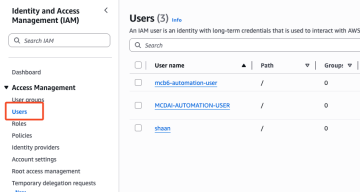 Identity and Access
Management (IAM)
Search IAM
Dashboard
Access Management
User groups
Users
Roles
Policies
Identity providers
Account settings
Root access management
Temporary delegation requests
New
Users (3) Info
An IAM user is an identity with long-term credentials that is used to interact with AWS
Search
User name Path Groups
mcb6-automation-user / 0
MCDAI-AUTOMATION-USER / 0
shaan / 0